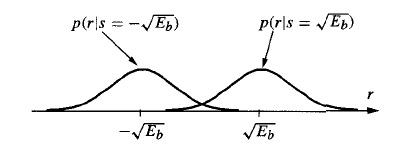 p(r|s = −√E_b) p(r|s = √E_b)
r
−√E_b √E_b